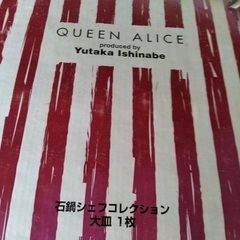 QUEEN ALICE
produced by
Yutaka Ishinabe
石鍋シェフコレクション
大皿 1枚